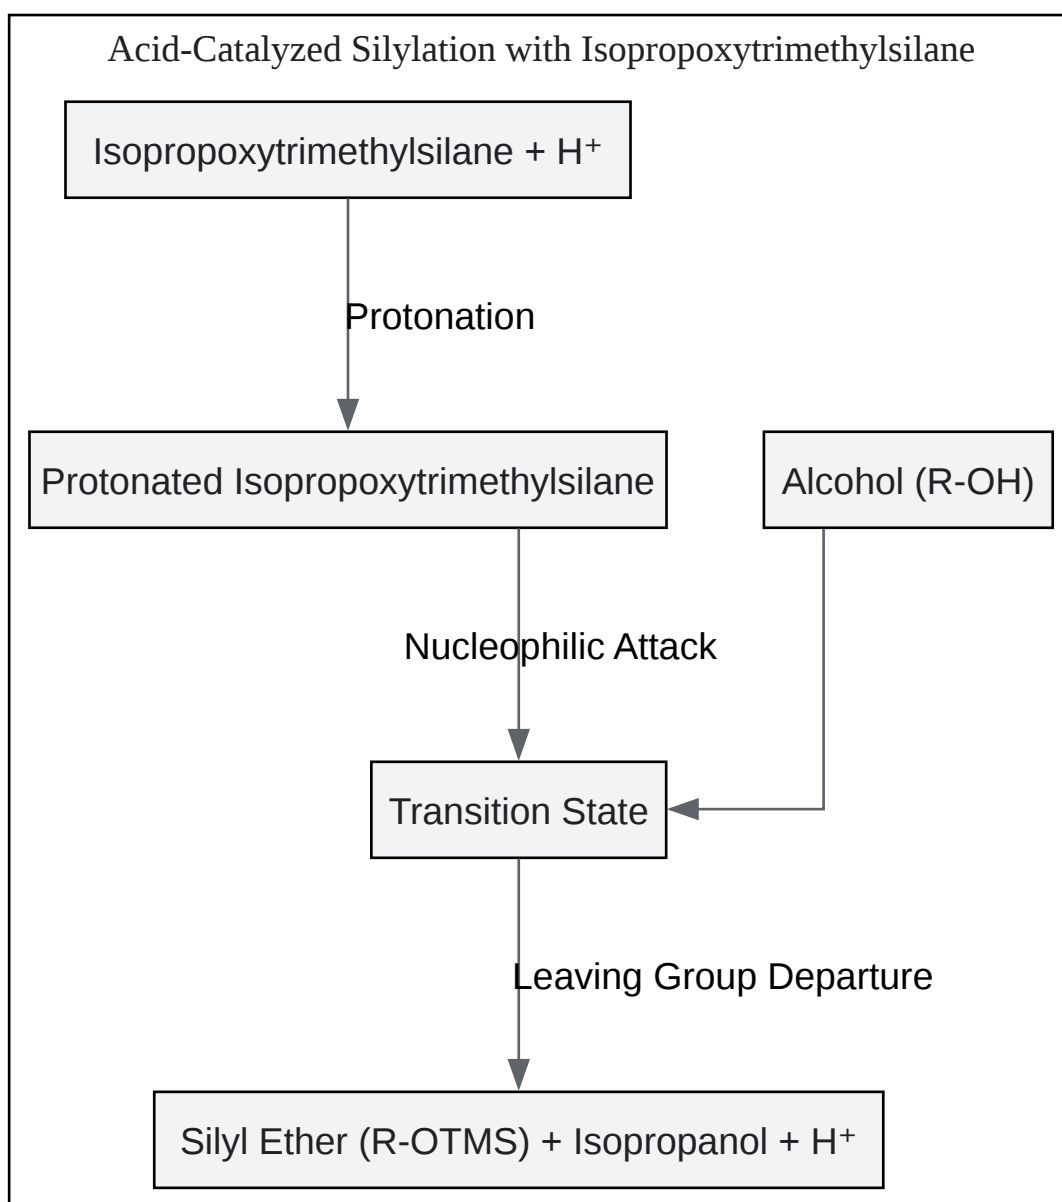 Acid-Catalyzed Silylation with Isopropoxytrimethylsilane
Isopropoxytrimethylsilane + H⁺
Protonation
Protonated Isopropoxytrimethylsilane
Alcohol (R-OH)
Nucleophilic Attack
Transition State
Leaving Group Departure
Silyl Ether (R-OTMS) + Isopropanol + H⁺